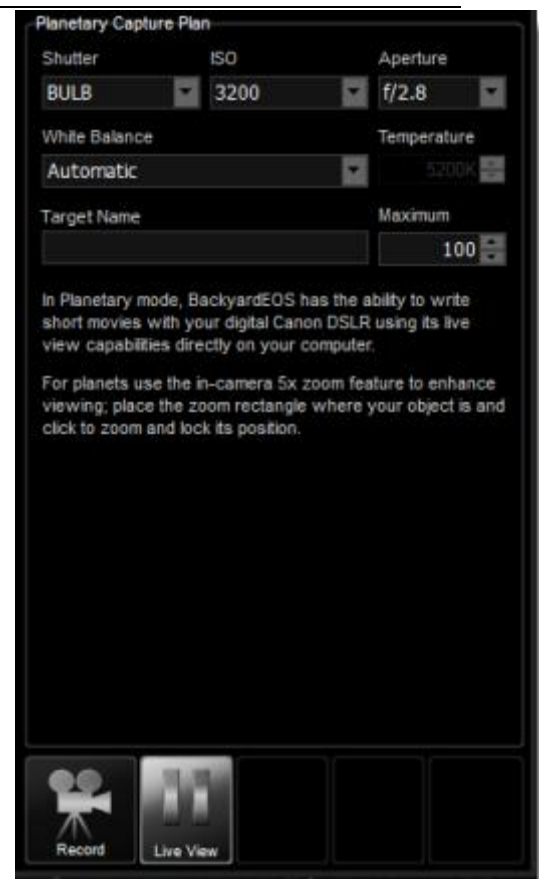 Planetary Capture Plan
Shutter ISO Aperture
BULB 3200 f/2.8
White Balance Temperature
Automatic 5200K
Target Name Maximum
100
In Planetary mode, BackyardEOS has the ability to write
short movies with your digital Canon DSLR using its live
view capabilities directly on your computer.
For planets use the in-camera 5x zoom feature to enhance
viewing; place the zoom rectangle where your object is and
click to zoom and lock its position.
Record Live View